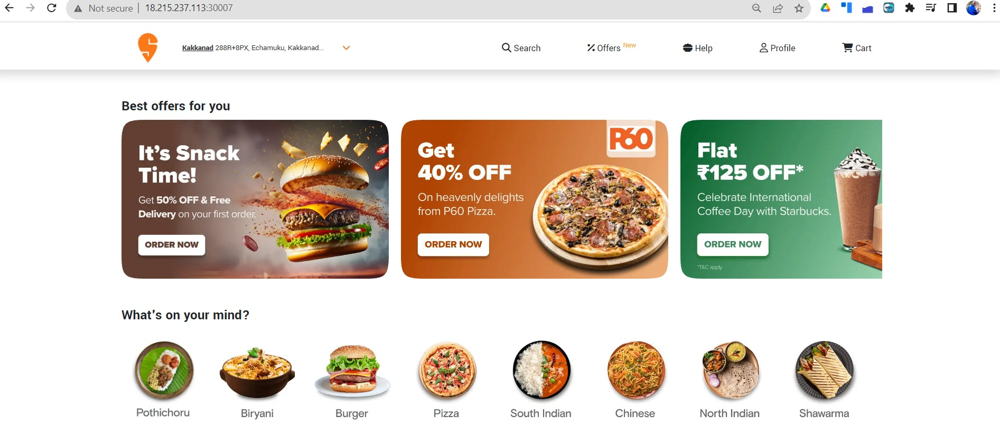 Not secure | 18.215.237.113:30007
Kakkanad 288R+8PX, Echamuku, Kakkanad...
Search
Offers New
Help
Profile
Cart
Best offers for you
It's Snack
Time!
Get 50% OFF & Free
Delivery on your first order.
ORDER NOW
P60
Get
40% OFF
On heavenly delights
from P60 Pizza.
ORDER NOW
Flat
₹125 OFF*
Celebrate International
Coffee Day with Starbucks.
ORDER NOW
*T&C apply
What's on your mind?
Pothichoru
Biryani
Burger
Pizza
South Indian
Chinese
North Indian
Shawarma